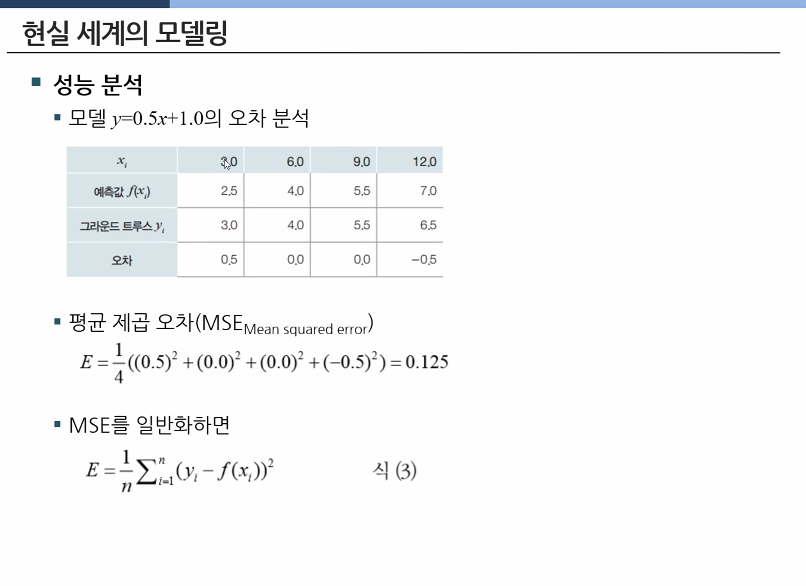 현실 세계의 모델링
성능 분석
모델 y=0.5x+1.0의 오차 분석
x_i 3.0 6.0 9.0 12.0
예측값 f(x_i) 2.5 4.0 5.5 7.0
그라운드 트루스 y_i 3.0 4.0 5.5 6.5
오차 0.5 0.0 0.0 −0.5
평균 제곱 오차(MSE Mean squared error)
E = 1/4((0.5)² + (0.0)² + (0.0)² + (−0.5)²) = 0.125
MSE를 일반화하면
E = 1/n ∑_{i=1}^{n} (y_i − f(x_i))² 식 (3)